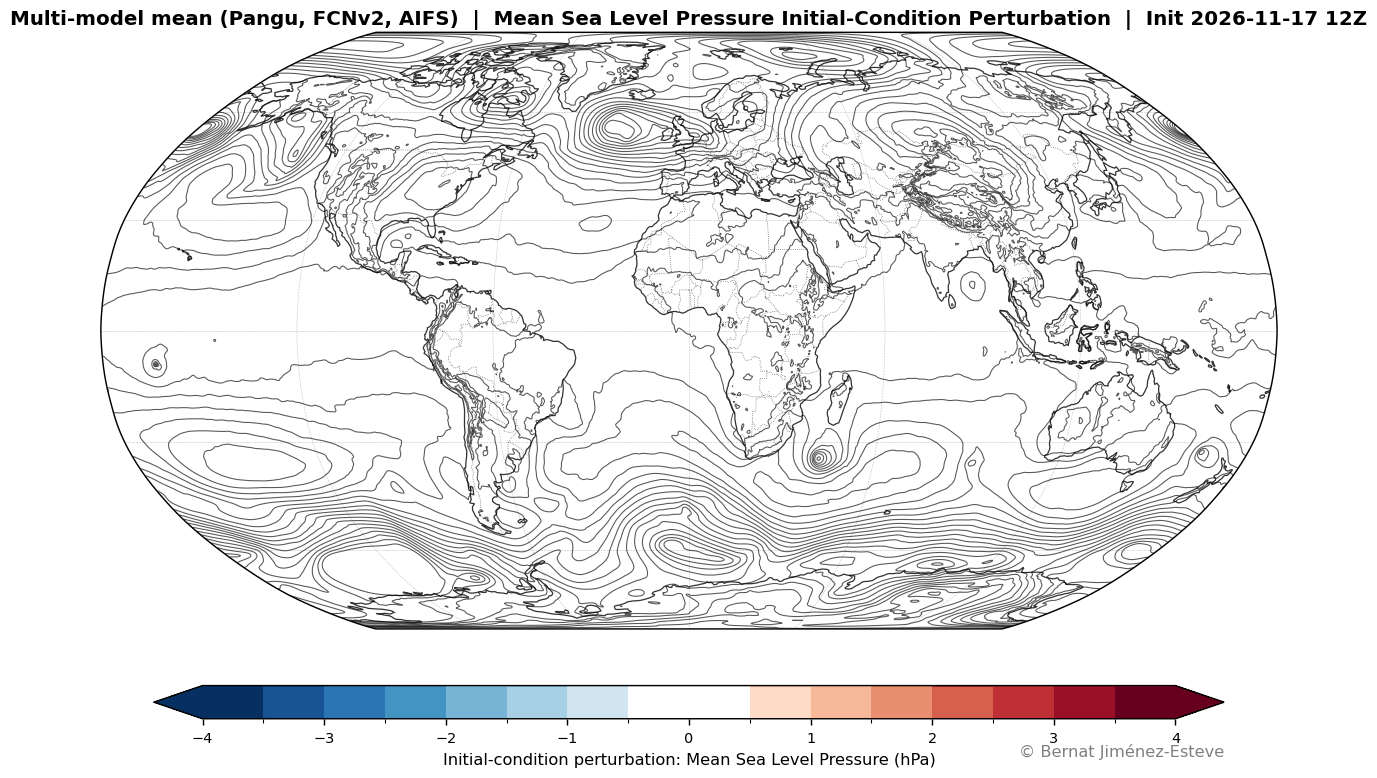 Multi-model mean (Pangu, FCNv2, AIFS) | Mean Sea Level Pressure Initial-Condition Perturbation | Init 2026-11-17 12Z
−4 −3 −2 −1 0 1 2 3 4
Initial-condition perturbation: Mean Sea Level Pressure (hPa)
© Bernat Jiménez-Esteve